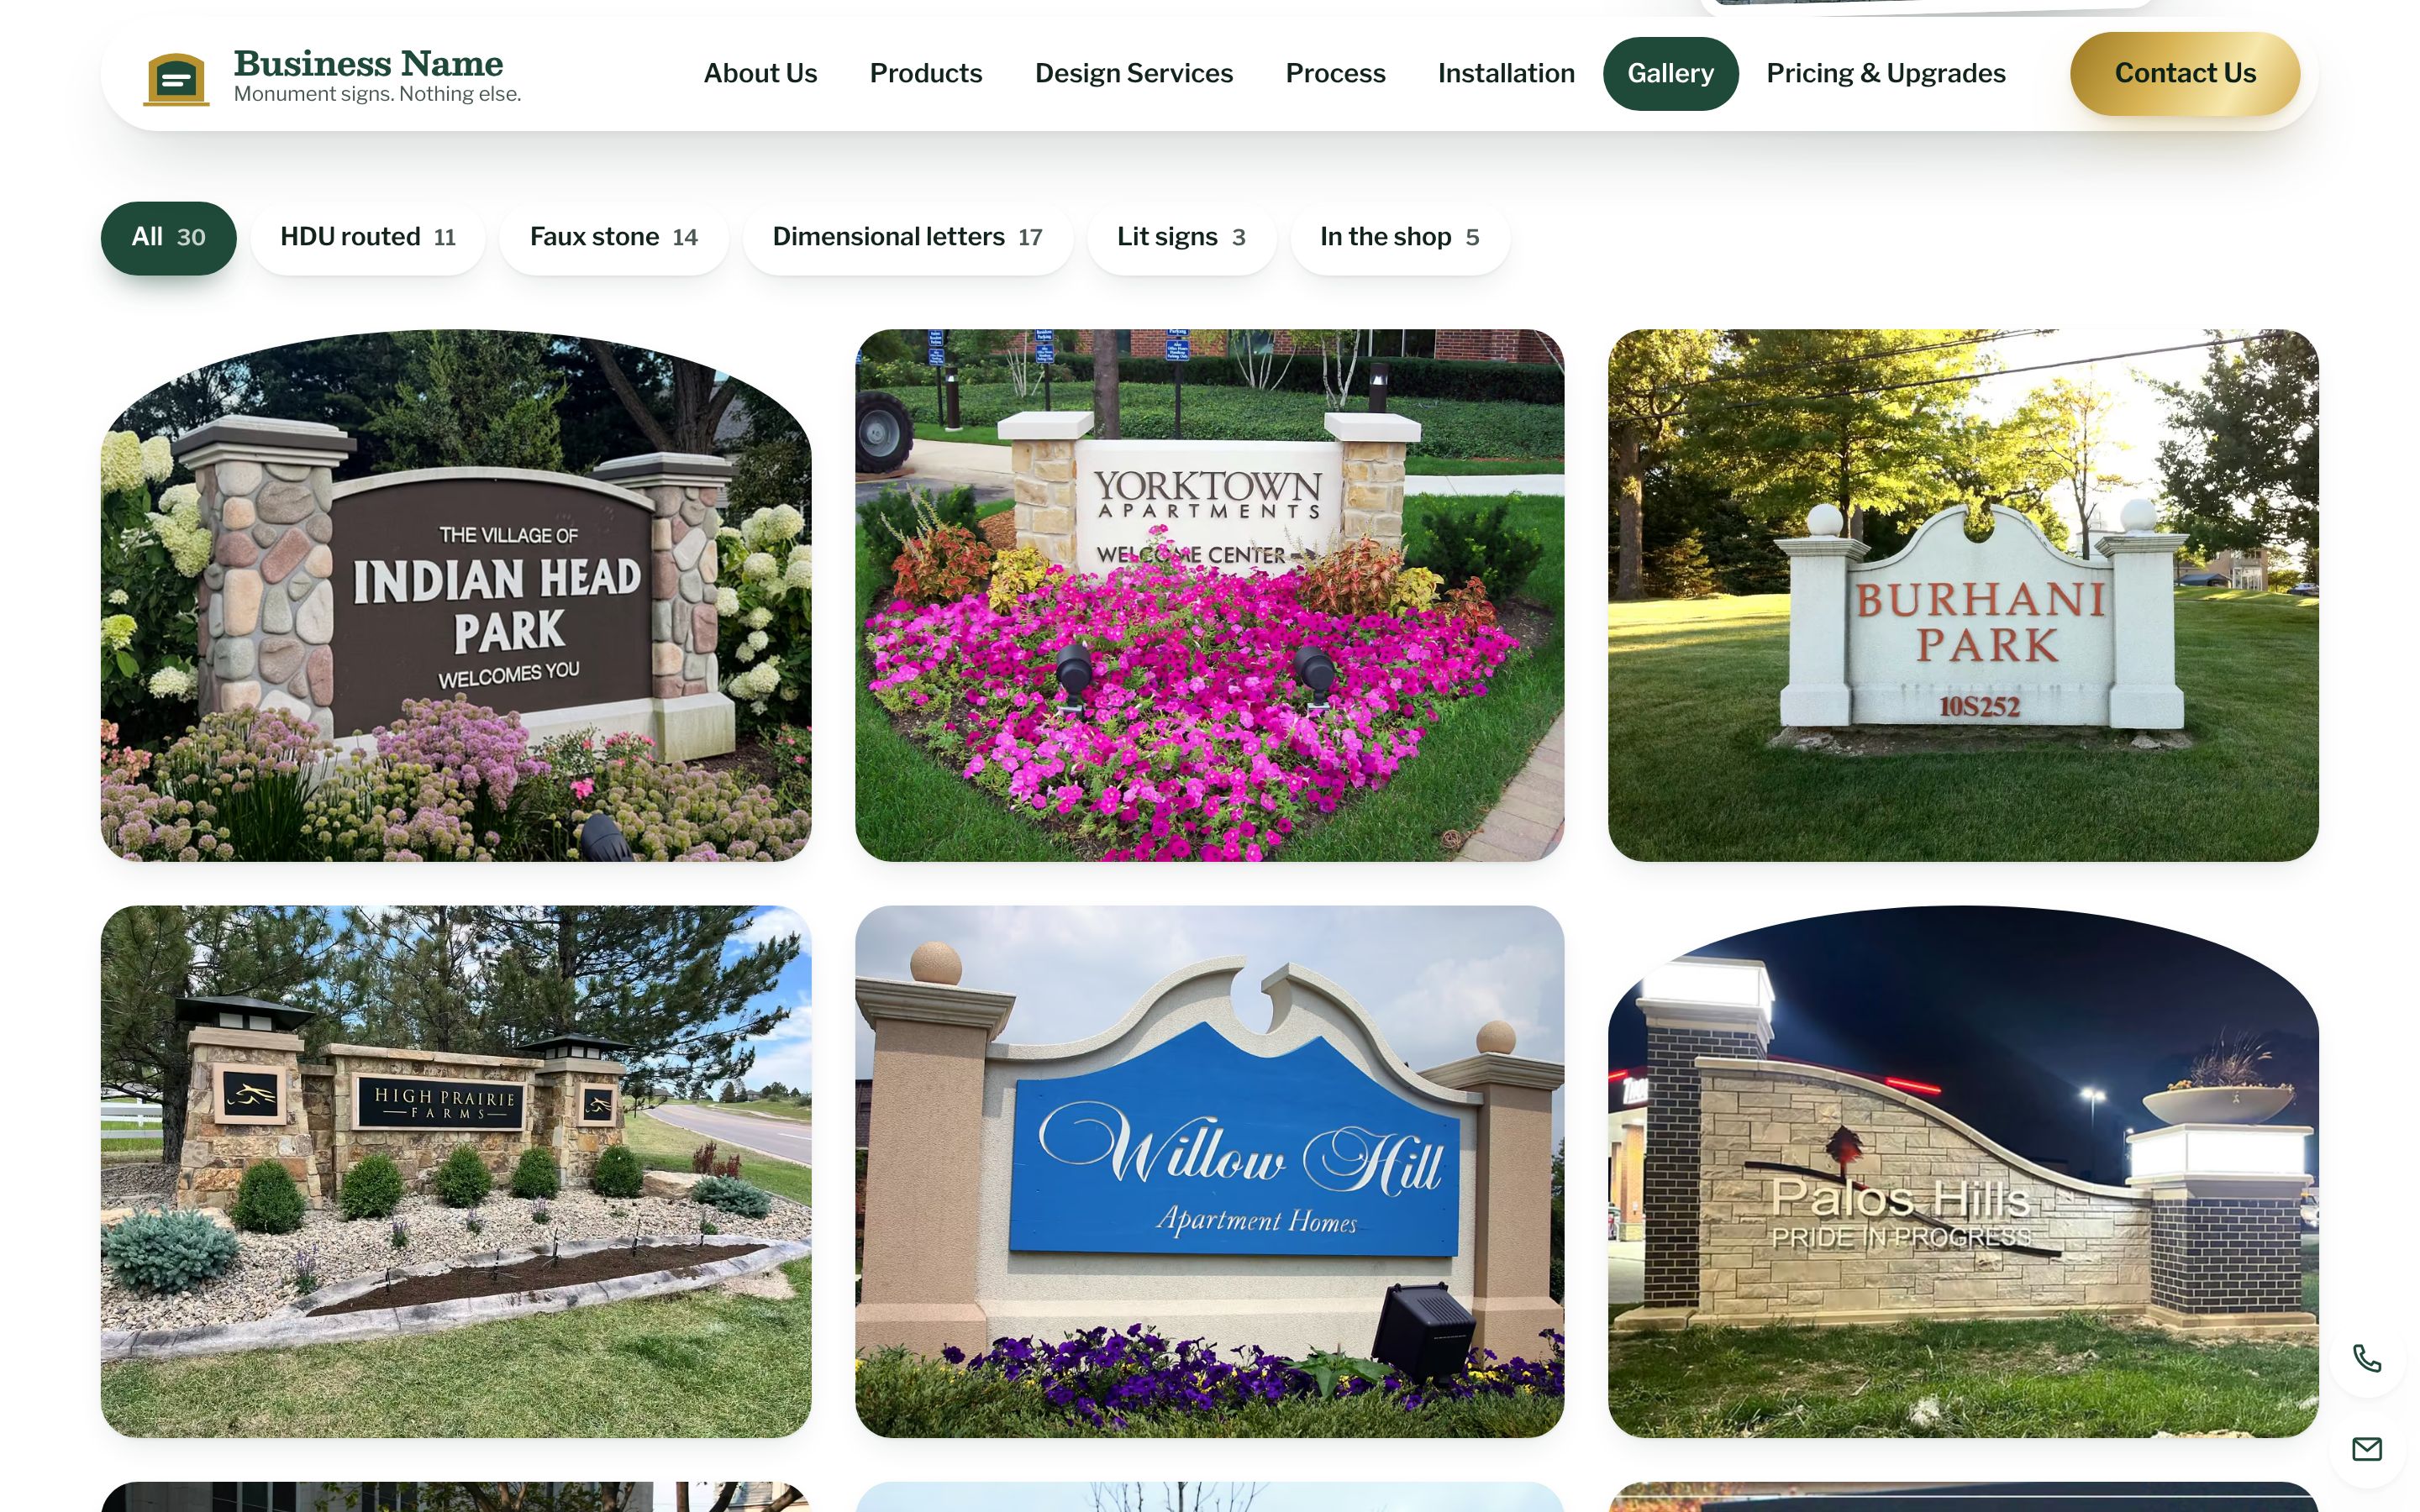 Business Name
Monument signs. Nothing else.
About Us
Products
Design Services
Process
Installation
Gallery
Pricing & Upgrades
Contact Us
All 30
HDU routed 11
Faux stone 14
Dimensional letters 17
Lit signs 3
In the shop 5
THE VILLAGE OF
INDIAN HEAD
PARK
WELCOMES YOU
YORKTOWN
APARTMENTS
WELCOME CENTER
BURHANI
PARK
10S252
HIGH PRAIRIE
FARMS
Willow Hill
Apartment Homes
Palos Hills
PRIDE IN PROGRESS